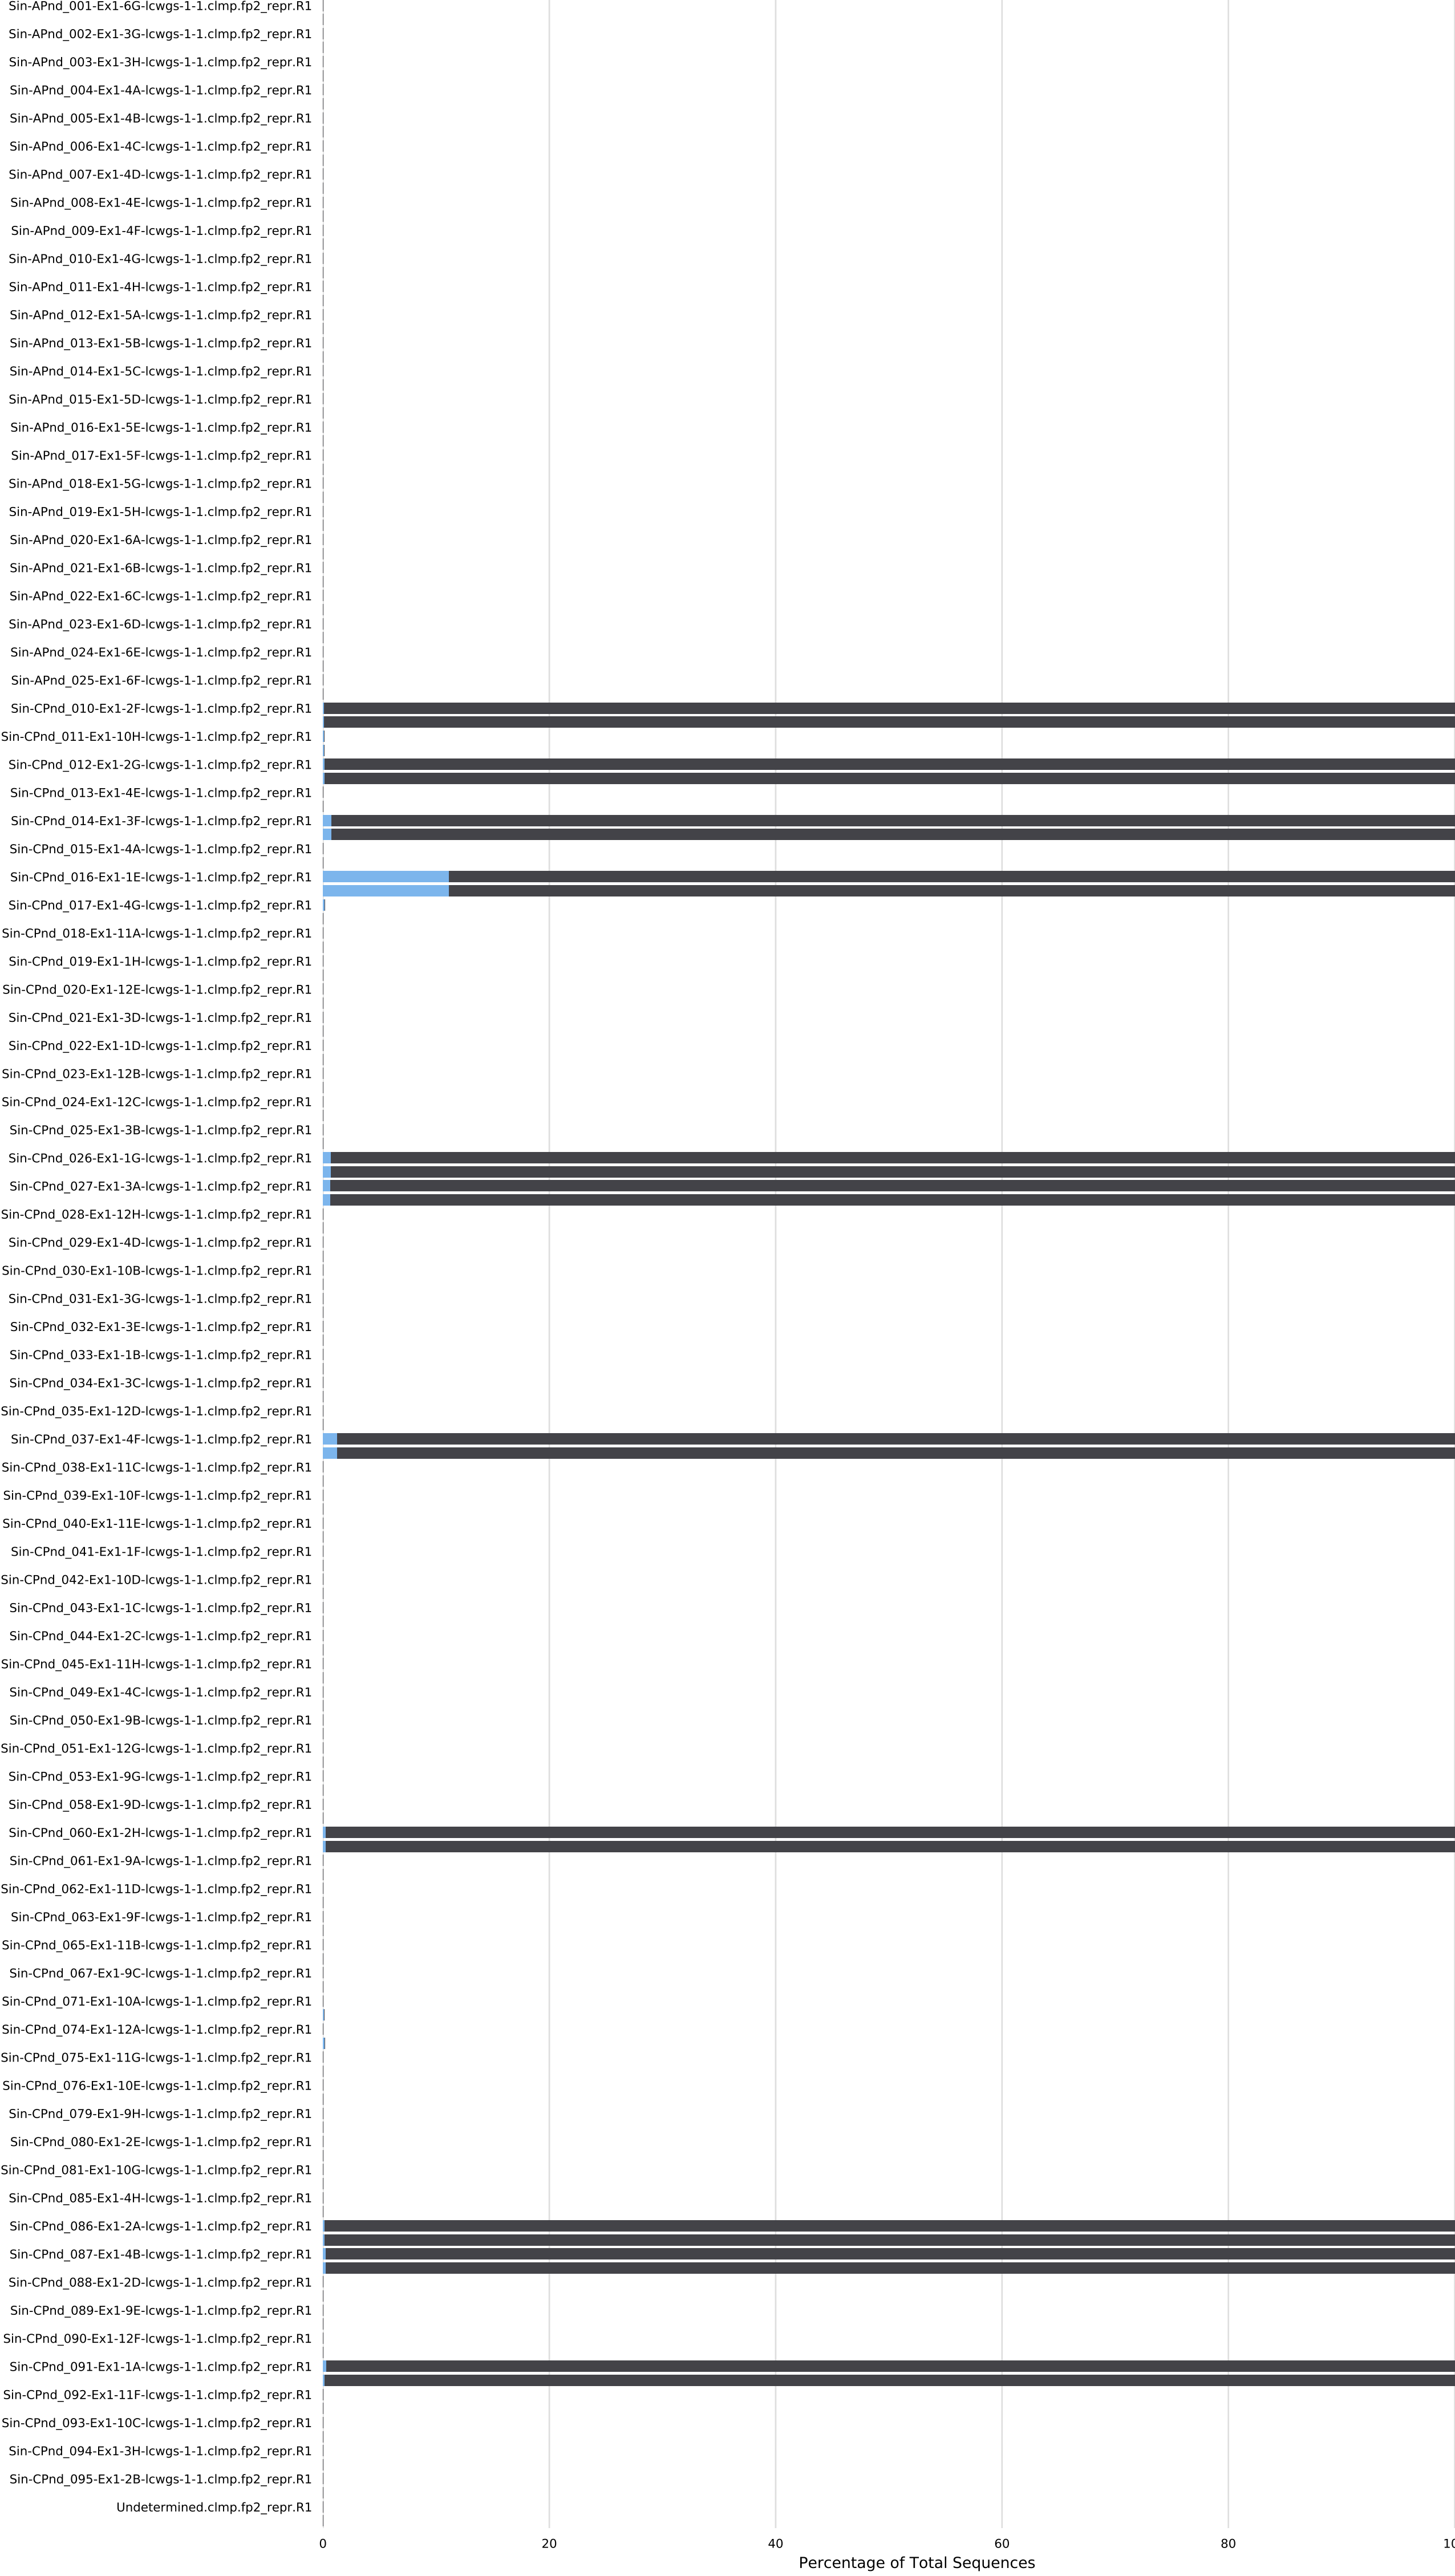 Sin-APnd_001-Ex1-6G-lcwgs-1-1.clmp.fp2_repr.R1
Sin-APnd_002-Ex1-3G-lcwgs-1-1.clmp.fp2_repr.R1
Sin-APnd_003-Ex1-3H-lcwgs-1-1.clmp.fp2_repr.R1
Sin-APnd_004-Ex1-4A-lcwgs-1-1.clmp.fp2_repr.R1
Sin-APnd_005-Ex1-4B-lcwgs-1-1.clmp.fp2_repr.R1
Sin-APnd_006-Ex1-4C-lcwgs-1-1.clmp.fp2_repr.R1
Sin-APnd_007-Ex1-4D-lcwgs-1-1.clmp.fp2_repr.R1
Sin-APnd_008-Ex1-4E-lcwgs-1-1.clmp.fp2_repr.R1
Sin-APnd_009-Ex1-4F-lcwgs-1-1.clmp.fp2_repr.R1
Sin-APnd_010-Ex1-4G-lcwgs-1-1.clmp.fp2_repr.R1
Sin-APnd_011-Ex1-4H-lcwgs-1-1.clmp.fp2_repr.R1
Sin-APnd_012-Ex1-5A-lcwgs-1-1.clmp.fp2_repr.R1
Sin-APnd_013-Ex1-5B-lcwgs-1-1.clmp.fp2_repr.R1
Sin-APnd_014-Ex1-5C-lcwgs-1-1.clmp.fp2_repr.R1
Sin-APnd_015-Ex1-5D-lcwgs-1-1.clmp.fp2_repr.R1
Sin-APnd_016-Ex1-5E-lcwgs-1-1.clmp.fp2_repr.R1
Sin-APnd_017-Ex1-5F-lcwgs-1-1.clmp.fp2_repr.R1
Sin-APnd_018-Ex1-5G-lcwgs-1-1.clmp.fp2_repr.R1
Sin-APnd_019-Ex1-5H-lcwgs-1-1.clmp.fp2_repr.R1
Sin-APnd_020-Ex1-6A-lcwgs-1-1.clmp.fp2_repr.R1
Sin-APnd_021-Ex1-6B-lcwgs-1-1.clmp.fp2_repr.R1
Sin-APnd_022-Ex1-6C-lcwgs-1-1.clmp.fp2_repr.R1
Sin-APnd_023-Ex1-6D-lcwgs-1-1.clmp.fp2_repr.R1
Sin-APnd_024-Ex1-6E-lcwgs-1-1.clmp.fp2_repr.R1
Sin-APnd_025-Ex1-6F-lcwgs-1-1.clmp.fp2_repr.R1
Sin-CPnd_010-Ex1-2F-lcwgs-1-1.clmp.fp2_repr.R1
Sin-CPnd_011-Ex1-10H-lcwgs-1-1.clmp.fp2_repr.R1
Sin-CPnd_012-Ex1-2G-lcwgs-1-1.clmp.fp2_repr.R1
Sin-CPnd_013-Ex1-4E-lcwgs-1-1.clmp.fp2_repr.R1
Sin-CPnd_014-Ex1-3F-lcwgs-1-1.clmp.fp2_repr.R1
Sin-CPnd_015-Ex1-4A-lcwgs-1-1.clmp.fp2_repr.R1
Sin-CPnd_016-Ex1-1E-lcwgs-1-1.clmp.fp2_repr.R1
Sin-CPnd_017-Ex1-4G-lcwgs-1-1.clmp.fp2_repr.R1
Sin-CPnd_018-Ex1-11A-lcwgs-1-1.clmp.fp2_repr.R1
Sin-CPnd_019-Ex1-1H-lcwgs-1-1.clmp.fp2_repr.R1
Sin-CPnd_020-Ex1-12E-lcwgs-1-1.clmp.fp2_repr.R1
Sin-CPnd_021-Ex1-3D-lcwgs-1-1.clmp.fp2_repr.R1
Sin-CPnd_022-Ex1-1D-lcwgs-1-1.clmp.fp2_repr.R1
Sin-CPnd_023-Ex1-12B-lcwgs-1-1.clmp.fp2_repr.R1
Sin-CPnd_024-Ex1-12C-lcwgs-1-1.clmp.fp2_repr.R1
Sin-CPnd_025-Ex1-3B-lcwgs-1-1.clmp.fp2_repr.R1
Sin-CPnd_026-Ex1-1G-lcwgs-1-1.clmp.fp2_repr.R1
Sin-CPnd_027-Ex1-3A-lcwgs-1-1.clmp.fp2_repr.R1
Sin-CPnd_028-Ex1-12H-lcwgs-1-1.clmp.fp2_repr.R1
Sin-CPnd_029-Ex1-4D-lcwgs-1-1.clmp.fp2_repr.R1
Sin-CPnd_030-Ex1-10B-lcwgs-1-1.clmp.fp2_repr.R1
Sin-CPnd_031-Ex1-3G-lcwgs-1-1.clmp.fp2_repr.R1
Sin-CPnd_032-Ex1-3E-lcwgs-1-1.clmp.fp2_repr.R1
Sin-CPnd_033-Ex1-1B-lcwgs-1-1.clmp.fp2_repr.R1
Sin-CPnd_034-Ex1-3C-lcwgs-1-1.clmp.fp2_repr.R1
Sin-CPnd_035-Ex1-12D-lcwgs-1-1.clmp.fp2_repr.R1
Sin-CPnd_037-Ex1-4F-lcwgs-1-1.clmp.fp2_repr.R1
Sin-CPnd_038-Ex1-11C-lcwgs-1-1.clmp.fp2_repr.R1
Sin-CPnd_039-Ex1-10F-lcwgs-1-1.clmp.fp2_repr.R1
Sin-CPnd_040-Ex1-11E-lcwgs-1-1.clmp.fp2_repr.R1
Sin-CPnd_041-Ex1-1F-lcwgs-1-1.clmp.fp2_repr.R1
Sin-CPnd_042-Ex1-10D-lcwgs-1-1.clmp.fp2_repr.R1
Sin-CPnd_043-Ex1-1C-lcwgs-1-1.clmp.fp2_repr.R1
Sin-CPnd_044-Ex1-2C-lcwgs-1-1.clmp.fp2_repr.R1
Sin-CPnd_045-Ex1-11H-lcwgs-1-1.clmp.fp2_repr.R1
Sin-CPnd_049-Ex1-4C-lcwgs-1-1.clmp.fp2_repr.R1
Sin-CPnd_050-Ex1-9B-lcwgs-1-1.clmp.fp2_repr.R1
Sin-CPnd_051-Ex1-12G-lcwgs-1-1.clmp.fp2_repr.R1
Sin-CPnd_053-Ex1-9G-lcwgs-1-1.clmp.fp2_repr.R1
Sin-CPnd_058-Ex1-9D-lcwgs-1-1.clmp.fp2_repr.R1
Sin-CPnd_060-Ex1-2H-lcwgs-1-1.clmp.fp2_repr.R1
Sin-CPnd_061-Ex1-9A-lcwgs-1-1.clmp.fp2_repr.R1
Sin-CPnd_062-Ex1-11D-lcwgs-1-1.clmp.fp2_repr.R1
Sin-CPnd_063-Ex1-9F-lcwgs-1-1.clmp.fp2_repr.R1
Sin-CPnd_065-Ex1-11B-lcwgs-1-1.clmp.fp2_repr.R1
Sin-CPnd_067-Ex1-9C-lcwgs-1-1.clmp.fp2_repr.R1
Sin-CPnd_071-Ex1-10A-lcwgs-1-1.clmp.fp2_repr.R1
Sin-CPnd_074-Ex1-12A-lcwgs-1-1.clmp.fp2_repr.R1
Sin-CPnd_075-Ex1-11G-lcwgs-1-1.clmp.fp2_repr.R1
Sin-CPnd_076-Ex1-10E-lcwgs-1-1.clmp.fp2_repr.R1
Sin-CPnd_079-Ex1-9H-lcwgs-1-1.clmp.fp2_repr.R1
Sin-CPnd_080-Ex1-2E-lcwgs-1-1.clmp.fp2_repr.R1
Sin-CPnd_081-Ex1-10G-lcwgs-1-1.clmp.fp2_repr.R1
Sin-CPnd_085-Ex1-4H-lcwgs-1-1.clmp.fp2_repr.R1
Sin-CPnd_086-Ex1-2A-lcwgs-1-1.clmp.fp2_repr.R1
Sin-CPnd_087-Ex1-4B-lcwgs-1-1.clmp.fp2_repr.R1
Sin-CPnd_088-Ex1-2D-lcwgs-1-1.clmp.fp2_repr.R1
Sin-CPnd_089-Ex1-9E-lcwgs-1-1.clmp.fp2_repr.R1
Sin-CPnd_090-Ex1-12F-lcwgs-1-1.clmp.fp2_repr.R1
Sin-CPnd_091-Ex1-1A-lcwgs-1-1.clmp.fp2_repr.R1
Sin-CPnd_092-Ex1-11F-lcwgs-1-1.clmp.fp2_repr.R1
Sin-CPnd_093-Ex1-10C-lcwgs-1-1.clmp.fp2_repr.R1
Sin-CPnd_094-Ex1-3H-lcwgs-1-1.clmp.fp2_repr.R1
Sin-CPnd_095-Ex1-2B-lcwgs-1-1.clmp.fp2_repr.R1
Undetermined.clmp.fp2_repr.R1
0 20 40 60 80
Percentage of Total Sequences